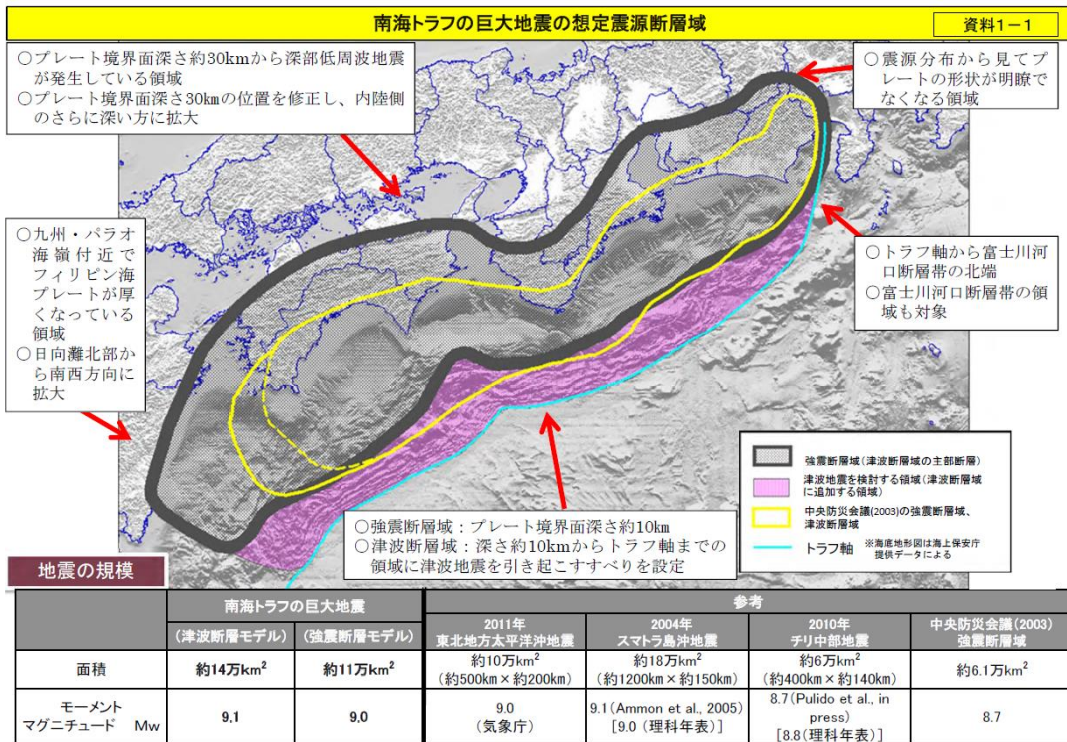 南海トラフの巨大地震の想定震源断層域
資料1-1
○プレート境界面深さ約30kmから深部低周波地震
が発生している領域
○プレート境界面深さ30kmの位置を修正し、内陸側
のさらに深い方に拡大
○震源分布から見てプ
レートの形状が明瞭で
なくなる領域
○九州・パラオ
海嶺付近で
フィリピン海
プレートが厚
くなっている
領域
○日向灘北部か
ら南西方向に
拡大
○トラフ軸から富士川河
口断層帯の北端
○富士川河口断層帯の領
域も対象
○強震断層域：プレート境界面深さ約10km
○津波断層域：深さ約10kmからトラフ軸までの
領域に津波地震を引き起こすすべりを設定
強震断層域(津波断層域の主部断層)
津波地震を検討する領域(津波断層域
に追加する領域)
中央防災会議(2003)の強震断層域、
津波断層域
トラフ軸 ※海底地形図は海上保安庁
提供データによる
地震の規模
南海トラフの巨大地震
参考
(津波断層モデル) (強震断層モデル)
2011年
東北地方太平洋沖地震
2004年
スマトラ島沖地震
2010年
チリ中部地震
中央防災会議(2003)
強震断層域
面積
約14万km²
約11万km²
約10万km²
(約500km×約200km)
約18万km²
(約1200km×約150km)
約6万km²
(約400km×約140km)
約6.1万km²
モーメント
マグニチュード Mw
9.1
9.0
9.0
(気象庁)
9.1(Ammon et al., 2005)
[9.0 (理科年表)]
8.7(Pulido et al., in
press)
[8.8(理科年表)]
8.7